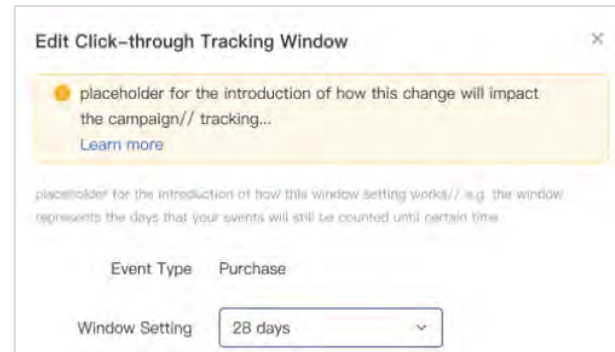 Edit Click-through Tracking Window
placeholder for the introduction of how this change will impact
the campaign// tracking...
Learn more
placeholder for the introduction of how this window setting works// e.g. the window
represents the days that your events will still be counted until certain time
Event Type Purchase
Window Setting 28 days